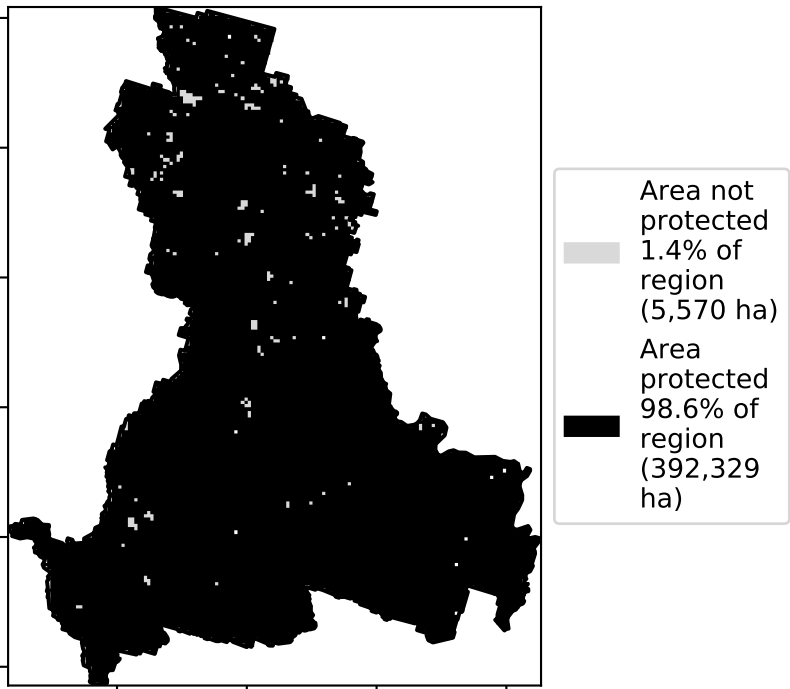 Area not
protected
1.4% of
region
(5,570 ha)
Area
protected
98.6% of
region
(392,329
ha)